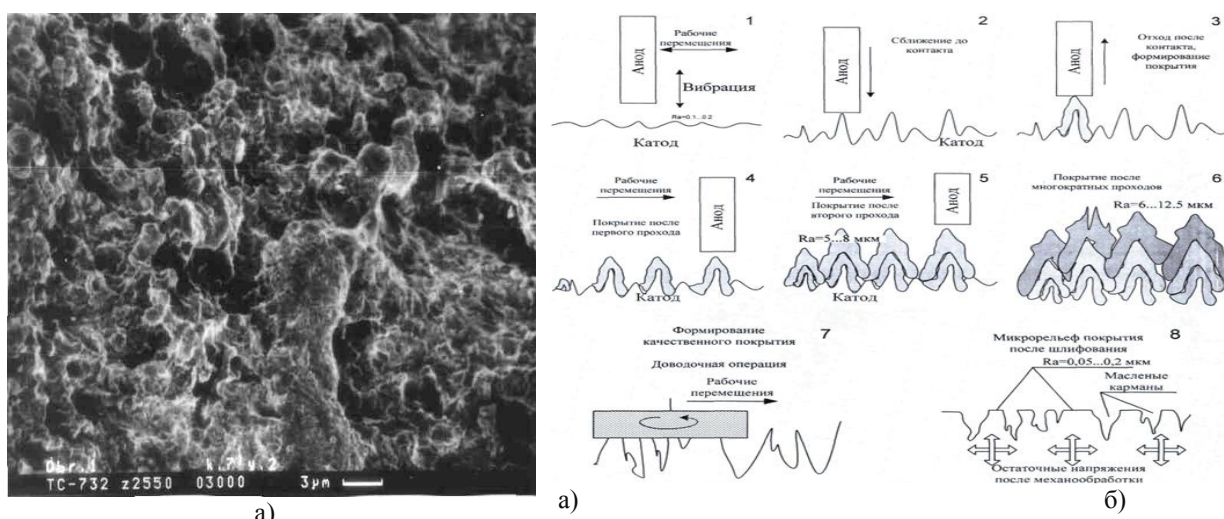 TC-732 z2550 03000 3μm
а)
1
Рабочие
перемещения
Анод
Вибрация
Ra=0.1...0.2
Катод
2
Сближение до
контакта
Анод
Катод
3
Отход после
контакта,
формирование
покрытия
Анод
4
Рабочие
перемещения
Покрытие после
первого прохода
Анод
Катод
5
Рабочие
перемещения
Покрытие после
второго прохода
Анод
Ra=5...8 мкм
Катод
Покрытие после
многократных проходов
6
Ra=6...12.5 мкм
Формирование
качественного покрытия
7
Доводочная операция
Рабочие
перемещения
8
Микрорельеф покрытия
после шлифования
Ra=0,05...0,2 мкм
Масленые
карманы
Остаточные напряжения
после механообработки
а)
б)